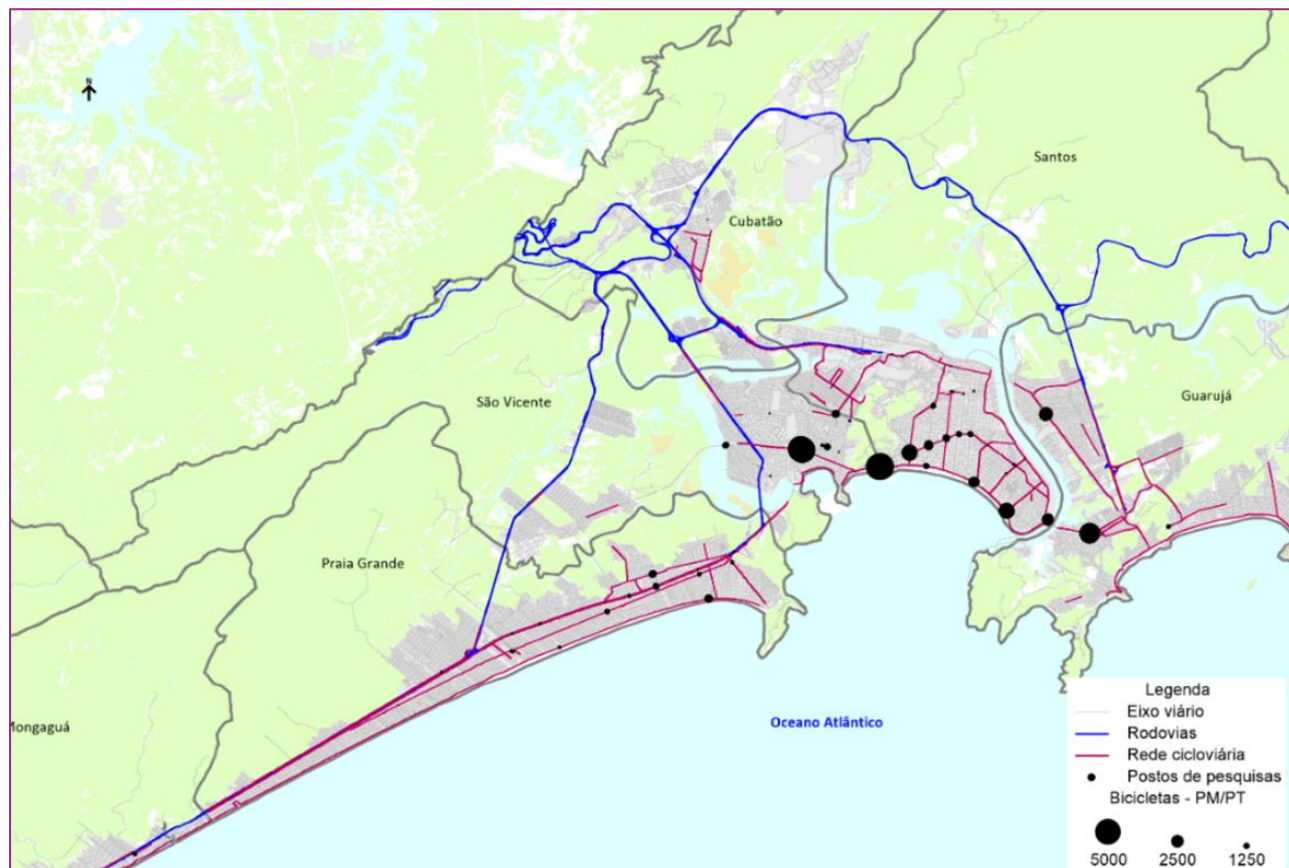 N
Santos
Cubatão
Guarujá
São Vicente
Praia Grande
Mongaguá
Oceano Atlântico
Legenda
Eixo viário
Rodovias
Rede cicloviária
Postos de pesquisas
Bicicletas - PM/PT
5000 2500 1250